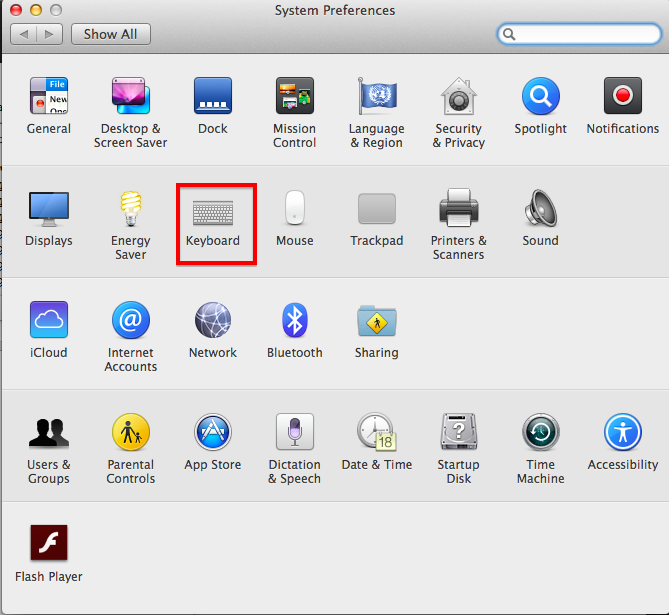 System Preferences
Show All
General
Desktop &
Screen Saver
Dock
Mission
Control
Language
& Region
Security
& Privacy
Spotlight
Notifications
Displays
Energy
Saver
Keyboard
Mouse
Trackpad
Printers &
Scanners
Sound
iCloud
Internet
Accounts
Network
Bluetooth
Sharing
Users &
Groups
Parental
Controls
App Store
Dictation
& Speech
Date & Time
Startup
Disk
Time
Machine
Accessibility
Flash Player
File
New
18
@
?